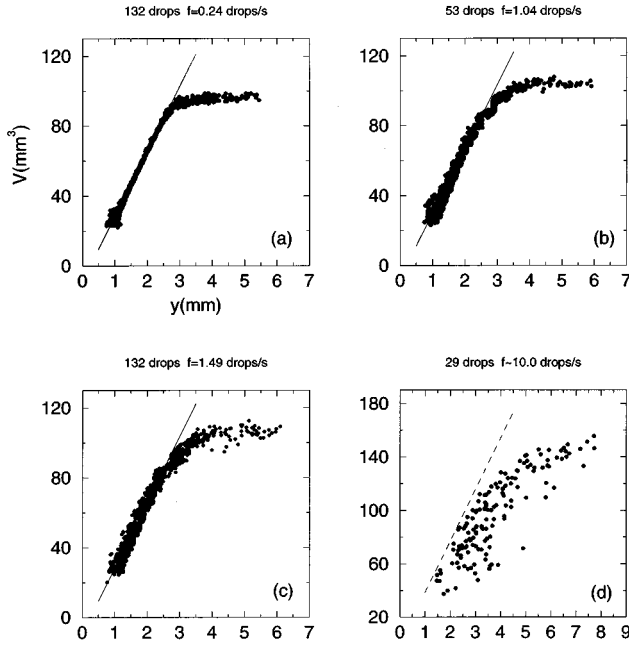 132 drops f=0.24 drops/s
53 drops f=1.04 drops/s
120
80
40
0
V(mm³)
(a)
0 1 2 3 4 5 6 7
y(mm)
120
80
40
0
(b)
0 1 2 3 4 5 6 7
132 drops f=1.49 drops/s
29 drops f~10.0 drops/s
120
80
40
0
(c)
0 1 2 3 4 5 6 7
180
140
100
60
20
(d)
0 1 2 3 4 5 6 7 8 9